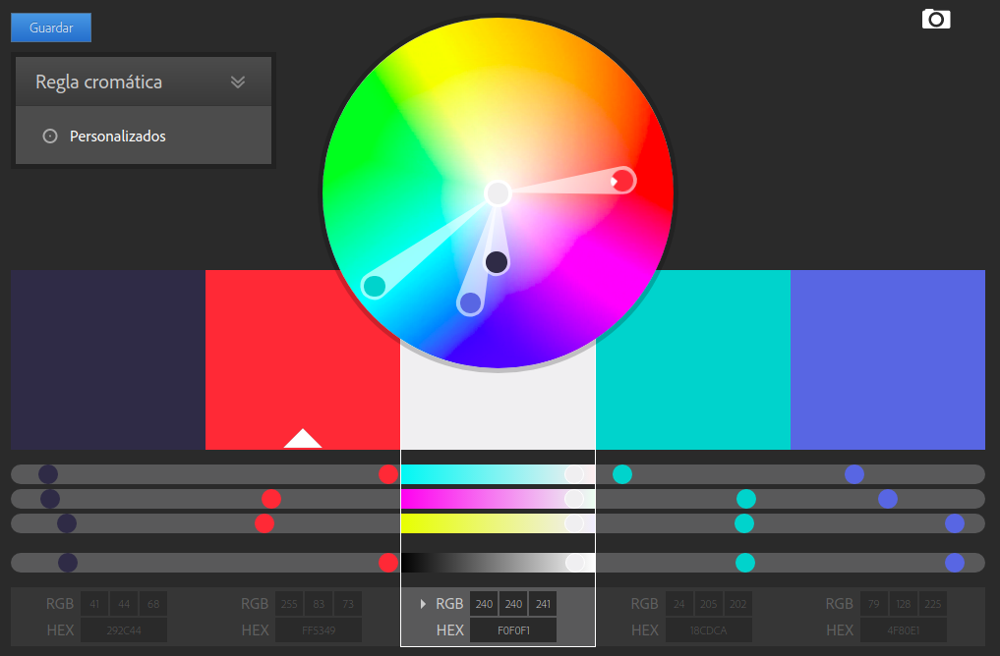 Guardar
Regla cromática
Personalizados
RGB 41 44 68
HEX 292C44
RGB 255 83 73
HEX FF5349
RGB 240 240 241
HEX F0F0F1
RGB 24 205 202
HEX 18CDCA
RGB 79 128 225
HEX 4F80E1